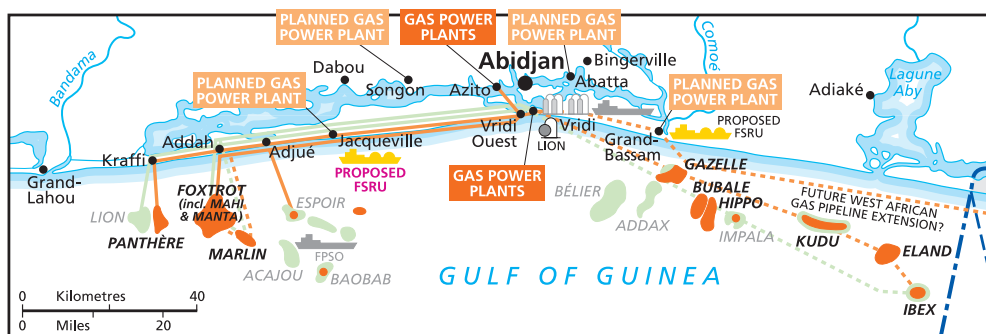 PLANNED GAS
POWER PLANT
GAS POWER
PLANTS
PLANNED GAS
POWER PLANT
Bandama
Comoé
Dabou
Songon
Abidjan
Bingerville
Abatta
Azito
Lagune
Aby
Adiaké
PLANNED GAS
POWER PLANT
PLANNED GAS
POWER PLANT
Addah
Adjué
Jacqueville
Vridi
Ouest
Vridi
LION
Grand-
Bassam
PROPOSED
FSRU
Kraffi
Grand-
Lahou
PROPOSED
FSRU
GAS POWER
PLANTS
GAZELLE
LION
PANTHÈRE
FOXTROT
(incl. MAHI
& MANTA)
MARLIN
ESPOIR
FPSO
ACAJOU
BAOBAB
BÉLIER
ADDAX
BUBALE
HIPPO
IMPALA
FUTURE WEST AFRICAN
GAS PIPELINE EXTENSION?
KUDU
ELAND
IBEX
GULF OF GUINEA
0 Kilometres 40
0 Miles 20